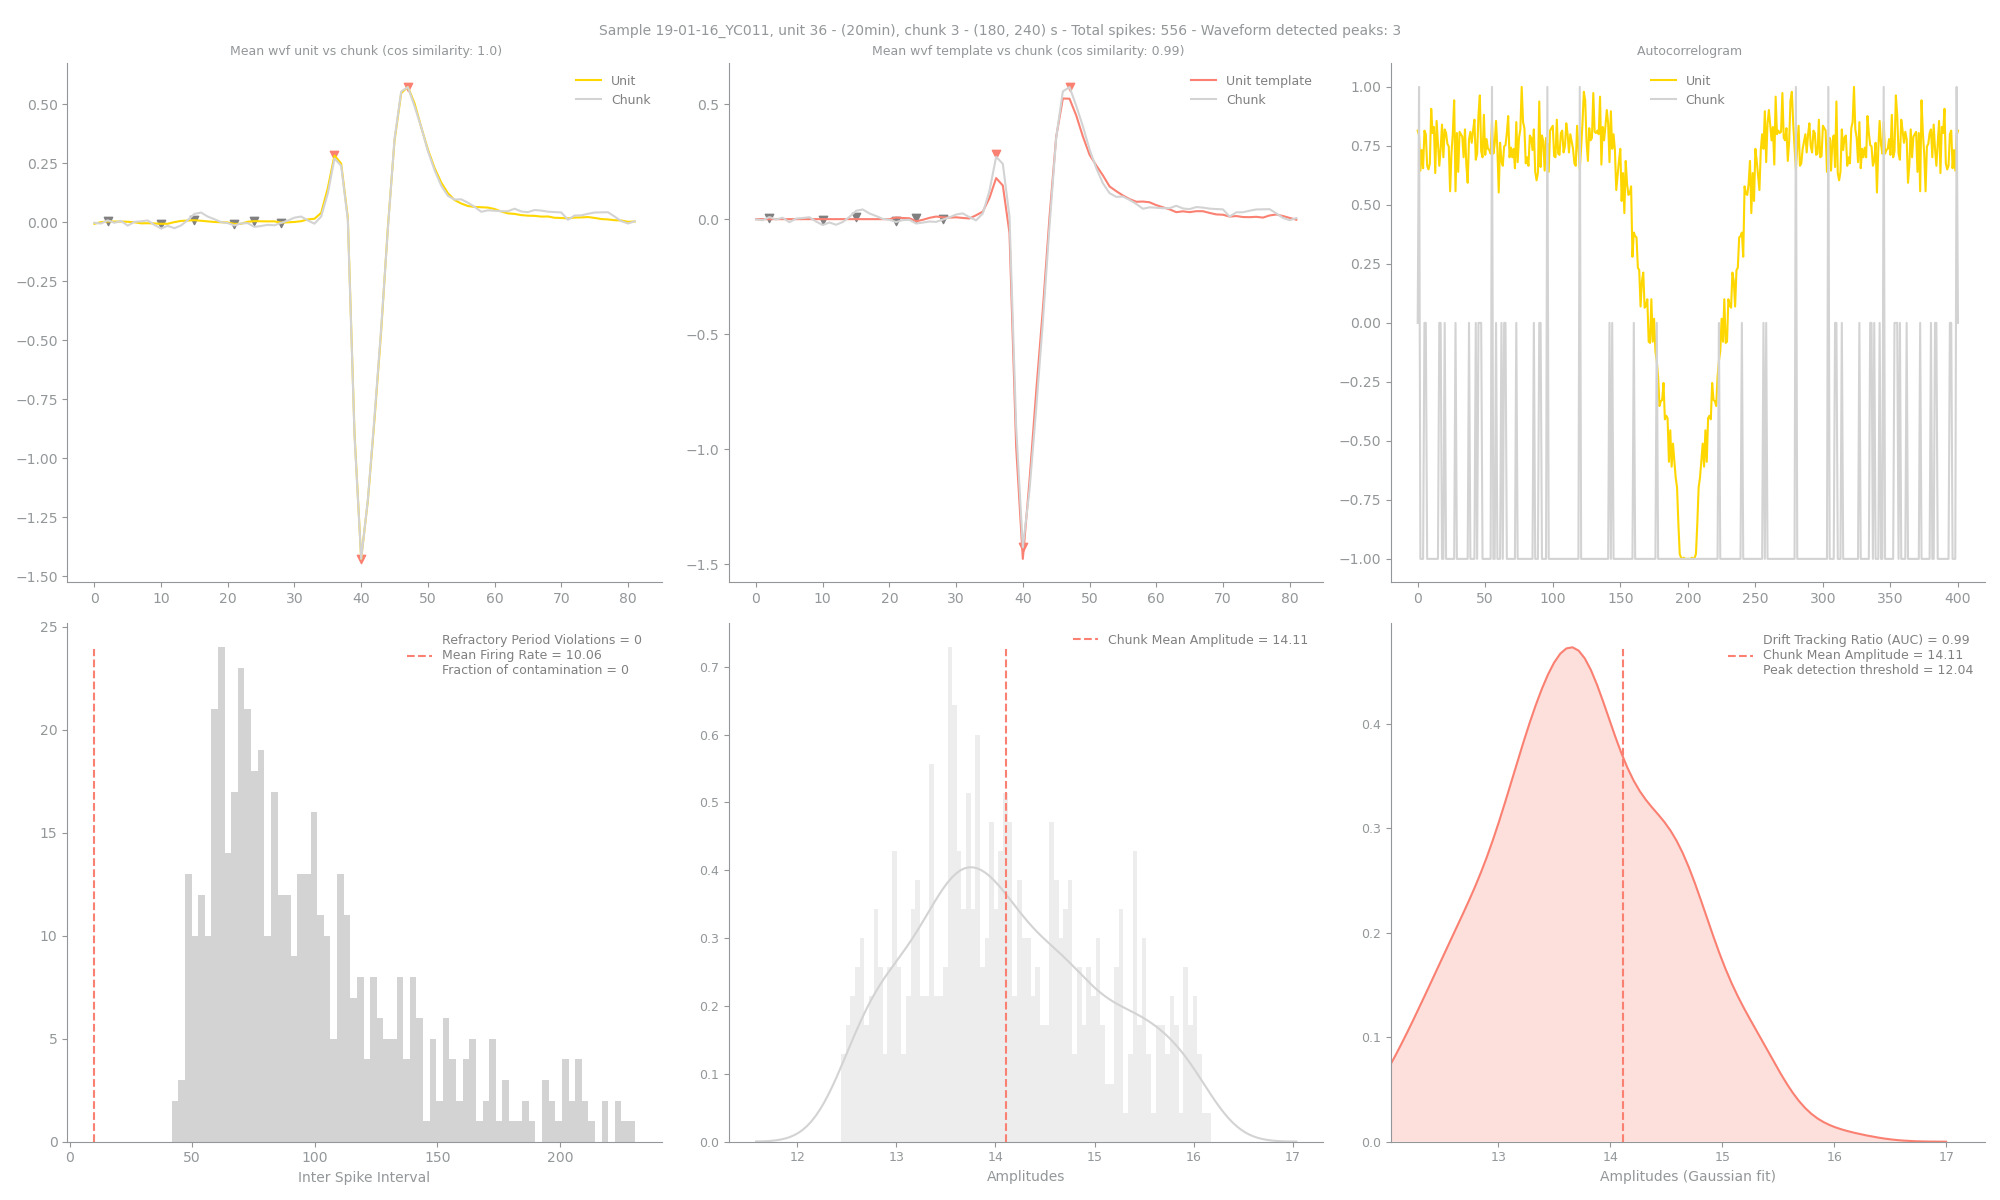 Sample 19-01-16_YC011, unit 36 - (20min), chunk 3 - (180, 240) s - Total spikes: 556 - Waveform detected peaks: 3
Mean wvf unit vs chunk (cos similarity: 1.0)
Unit
Chunk
0.50
0.25
0.00
−0.25
−0.50
−0.75
−1.00
−1.25
−1.50
0 10 20 30 40 50 60 70 80
Mean wvf template vs chunk (cos similarity: 0.99)
Unit template
Chunk
0.5
0.0
−0.5
−1.0
−1.5
0 10 20 30 40 50 60 70 80
Autocorrelogram
Unit
Chunk
1.00
0.75
0.50
0.25
0.00
−0.25
−0.50
−0.75
−1.00
0 50 100 150 200 250 300 350 400
Refractory Period Violations = 0
Mean Firing Rate = 10.06
Fraction of contamination = 0
25
20
15
10
5
0
0 50 100 150 200
Inter Spike Interval
Chunk Mean Amplitude = 14.11
0.7
0.6
0.5
0.4
0.3
0.2
0.1
0.0
12 13 14 15 16 17
Amplitudes
Drift Tracking Ratio (AUC) = 0.99
Chunk Mean Amplitude = 14.11
Peak detection threshold = 12.04
0.4
0.3
0.2
0.1
0.0
13 14 15 16 17
Amplitudes (Gaussian fit)